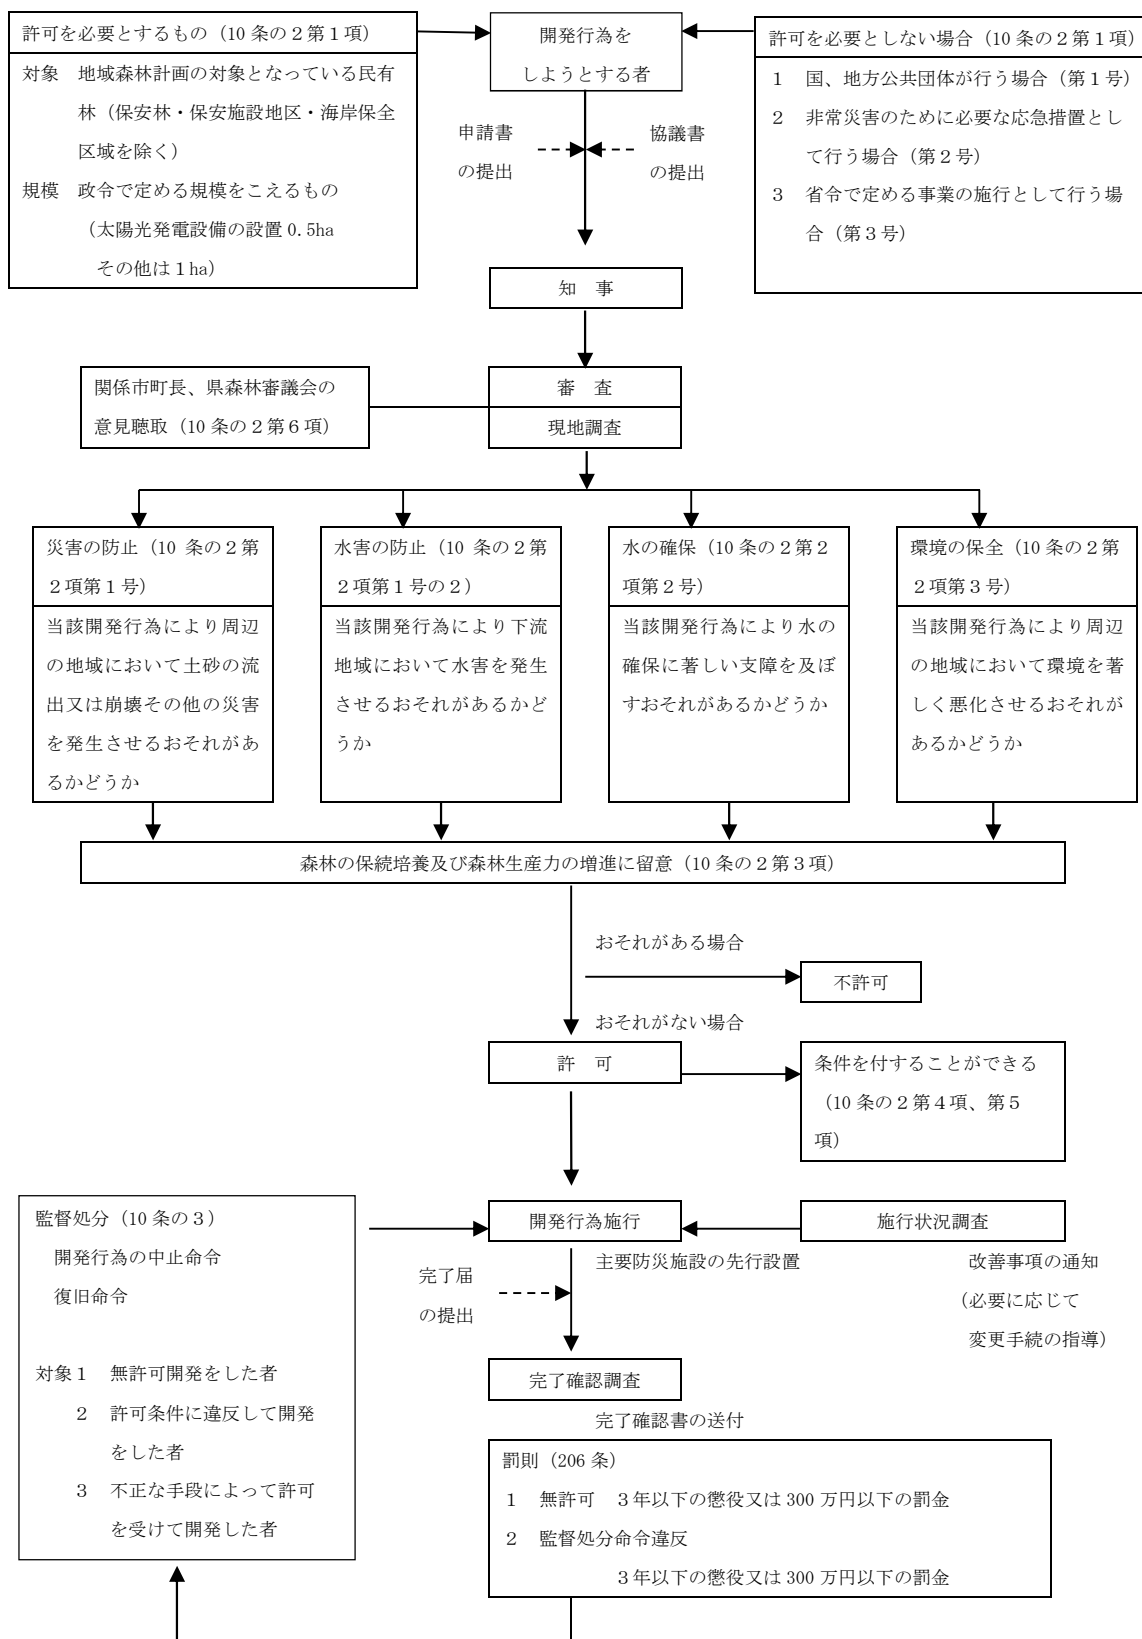 許可を必要とするもの（10 条の２第１項）
対象　地域森林計画の対象となっている民有
林（保安林・保安施設地区・海岸保全
区域を除く）
規模　政令で定める規模をこえるもの
（太陽光発電設備の設置 0.5ha
その他は１ha）
開発行為を
しようとする者
許可を必要としない場合（10 条の２第１項）
１　国、地方公共団体が行う場合（第１号）
２　非常災害のために必要な応急措置とし
て行う場合（第２号）
３　省令で定める事業の施行として行う場
合（第３号）
申請書
の提出
協議書
の提出
知　事
関係市町長、県森林審議会の
意見聴取（10 条の２第６項）
審　査
現地調査
災害の防止（10 条の２第
２項第１号）
当該開発行為により周辺
の地域において土砂の流
出又は崩壊その他の災害
を発生させるおそれがあ
るかどうか
水害の防止（10 条の２第
２項第１号の２）
当該開発行為により下流
地域において水害を発生
させるおそれがあるかど
うか
水の確保（10 条の２第２
項第２号）
当該開発行為により水の
確保に著しい支障を及ぼ
すおそれがあるかどうか
環境の保全（10 条の２第
２項第３号）
当該開発行為により周辺
の地域において環境を著
しく悪化させるおそれが
あるかどうか
森林の保続培養及び森林生産力の増進に留意（10 条の２第３項）
おそれがある場合
不許可
おそれがない場合
許　可
条件を付することができる
（10 条の２第４項、第５
項）
監督処分（10 条の３）
開発行為の中止命令
復旧命令
対象１　無許可開発をした者
２　許可条件に違反して開発
をした者
３　不正な手段によって許可
を受けて開発した者
開発行為施行
施行状況調査
主要防災施設の先行設置
改善事項の通知
（必要に応じて
変更手続の指導）
完了届
の提出
完了確認調査
完了確認書の送付
罰則（206 条）
１　無許可　３年以下の懲役又は 300 万円以下の罰金
２　監督処分命令違反
３年以下の懲役又は 300 万円以下の罰金